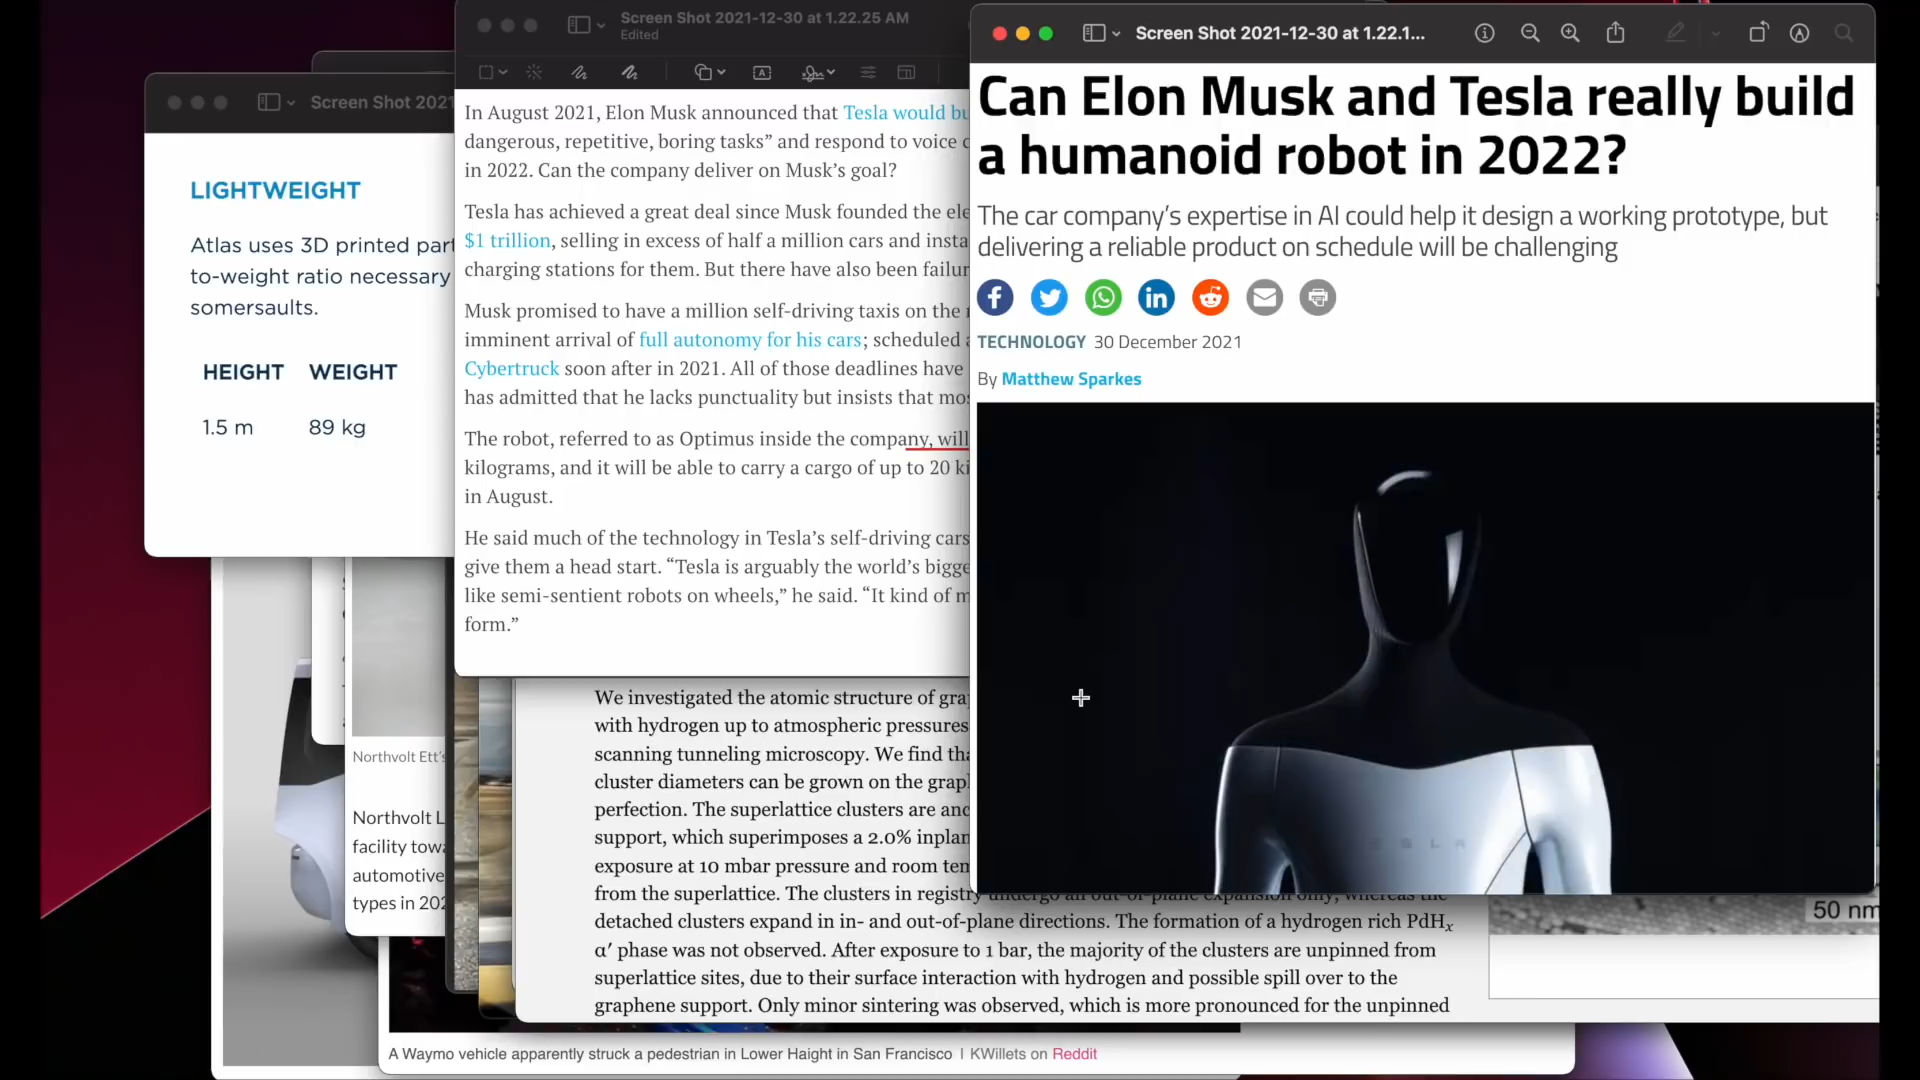 Screen Shot 2021
LIGHTWEIGHT
Atlas uses 3D printed part
to-weight ratio necessary
somersaults.
HEIGHT WEIGHT
1.5 m 89 kg
Screen Shot 2021-12-30 at 1.22.25 AM
Edited
In August 2021, Elon Musk announced that Tesla would bu
dangerous, repetitive, boring tasks” and respond to voice c
in 2022. Can the company deliver on Musk’s goal?
Tesla has achieved a great deal since Musk founded the ele
$1 trillion, selling in excess of half a million cars and insta
charging stations for them. But there have also been failur
Musk promised to have a million self-driving taxis on the r
imminent arrival of full autonomy for his cars; scheduled a
Cybertruck soon after in 2021. All of those deadlines have
has admitted that he lacks punctuality but insists that mos
The robot, referred to as Optimus inside the company, will
kilograms, and it will be able to carry a cargo of up to 20 ki
in August.
He said much of the technology in Tesla’s self-driving cars
give them a head start. “Tesla is arguably the world’s bigge
like semi-sentient robots on wheels,” he said. “It kind of m
form.”
Screen Shot 2021-12-30 at 1.22.1...
Can Elon Musk and Tesla really build
a humanoid robot in 2022?
The car company’s expertise in AI could help it design a working prototype, but
delivering a reliable product on schedule will be challenging
TECHNOLOGY 30 December 2021
By Matthew Sparkes
TESLA
Northvolt Ett’s
Northvolt L
facility towa
automotive
types in 202
We investigated the atomic structure of gra
with hydrogen up to atmospheric pressures
scanning tunneling microscopy. We find tha
cluster diameters can be grown on the grap
perfection. The superlattice clusters are anc
support, which superimposes a 2.0% inplan
exposure at 10 mbar pressure and room tem
from the superlattice. The clusters in registry undergo an out-of-plane expansion only, whereas the
detached clusters expand in in- and out-of-plane directions. The formation of a hydrogen rich PdHx
α′ phase was not observed. After exposure to 1 bar, the majority of the clusters are unpinned from
superlattice sites, due to their surface interaction with hydrogen and possible spill over to the
graphene support. Only minor sintering was observed, which is more pronounced for the unpinned
50 nm
A Waymo vehicle apparently struck a pedestrian in Lower Haight in San Francisco | KWillets on Reddit